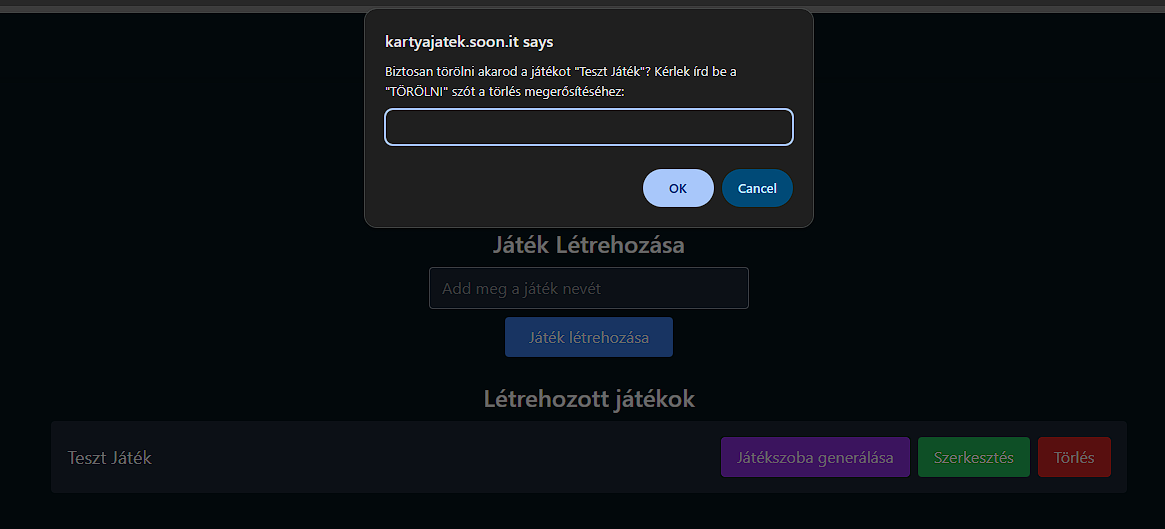 kartyajatek.soon.it says
Biztosan törölni akarod a játékot "Teszt Játék"? Kérlek írd be a
"TÖRÖLNI" szót a törlés megerősítéséhez:
OK Cancel
Játék Létrehozása
Add meg a játék nevét
Játék létrehozása
Létrehozott játékok
Teszt Játék Játékszoba generálása Szerkesztés Törlés